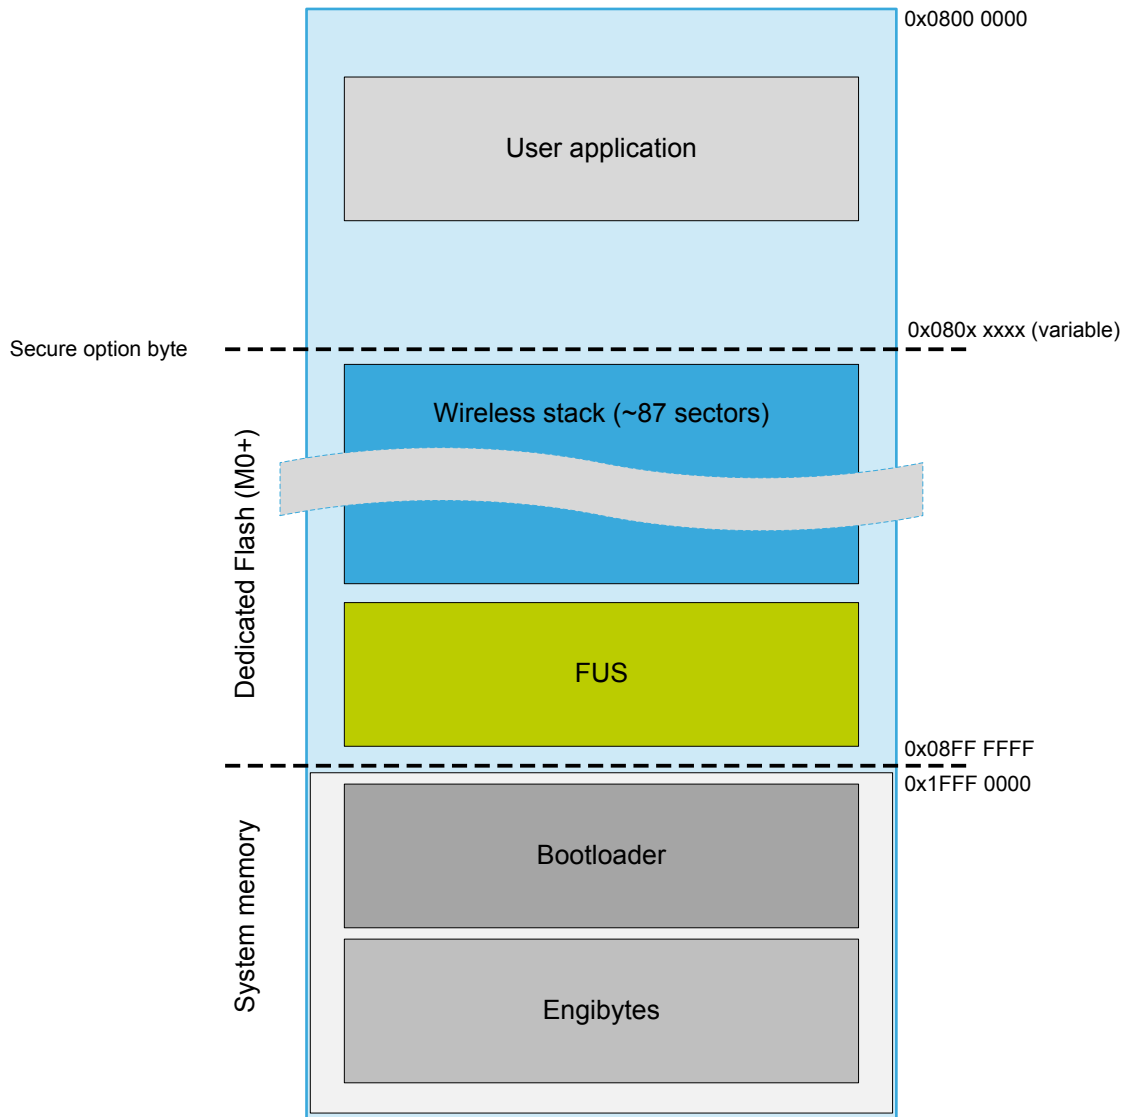 0x0800 0000
User application
0x080x xxxx (variable)
Secure option byte
Wireless stack (~87 sectors)
Dedicated Flash (M0+)
FUS
0x08FF FFFF
0x1FFF 0000
Bootloader
System memory
Engibytes